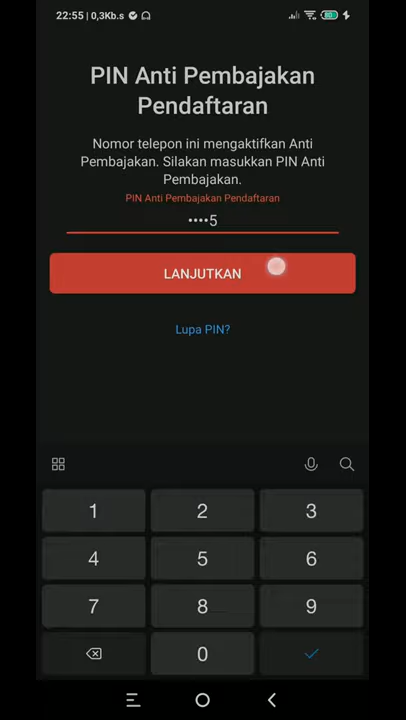 22:55 | 0,3Kb.s
PIN Anti Pembajakan
Pendaftaran
Nomor telepon ini mengaktifkan Anti
Pembajakan. Silakan masukkan PIN Anti
Pembajakan.
PIN Anti Pembajakan Pendaftaran
••••5
LANJUTKAN
Lupa PIN?
1 2 3
4 5 6
7 8 9
0